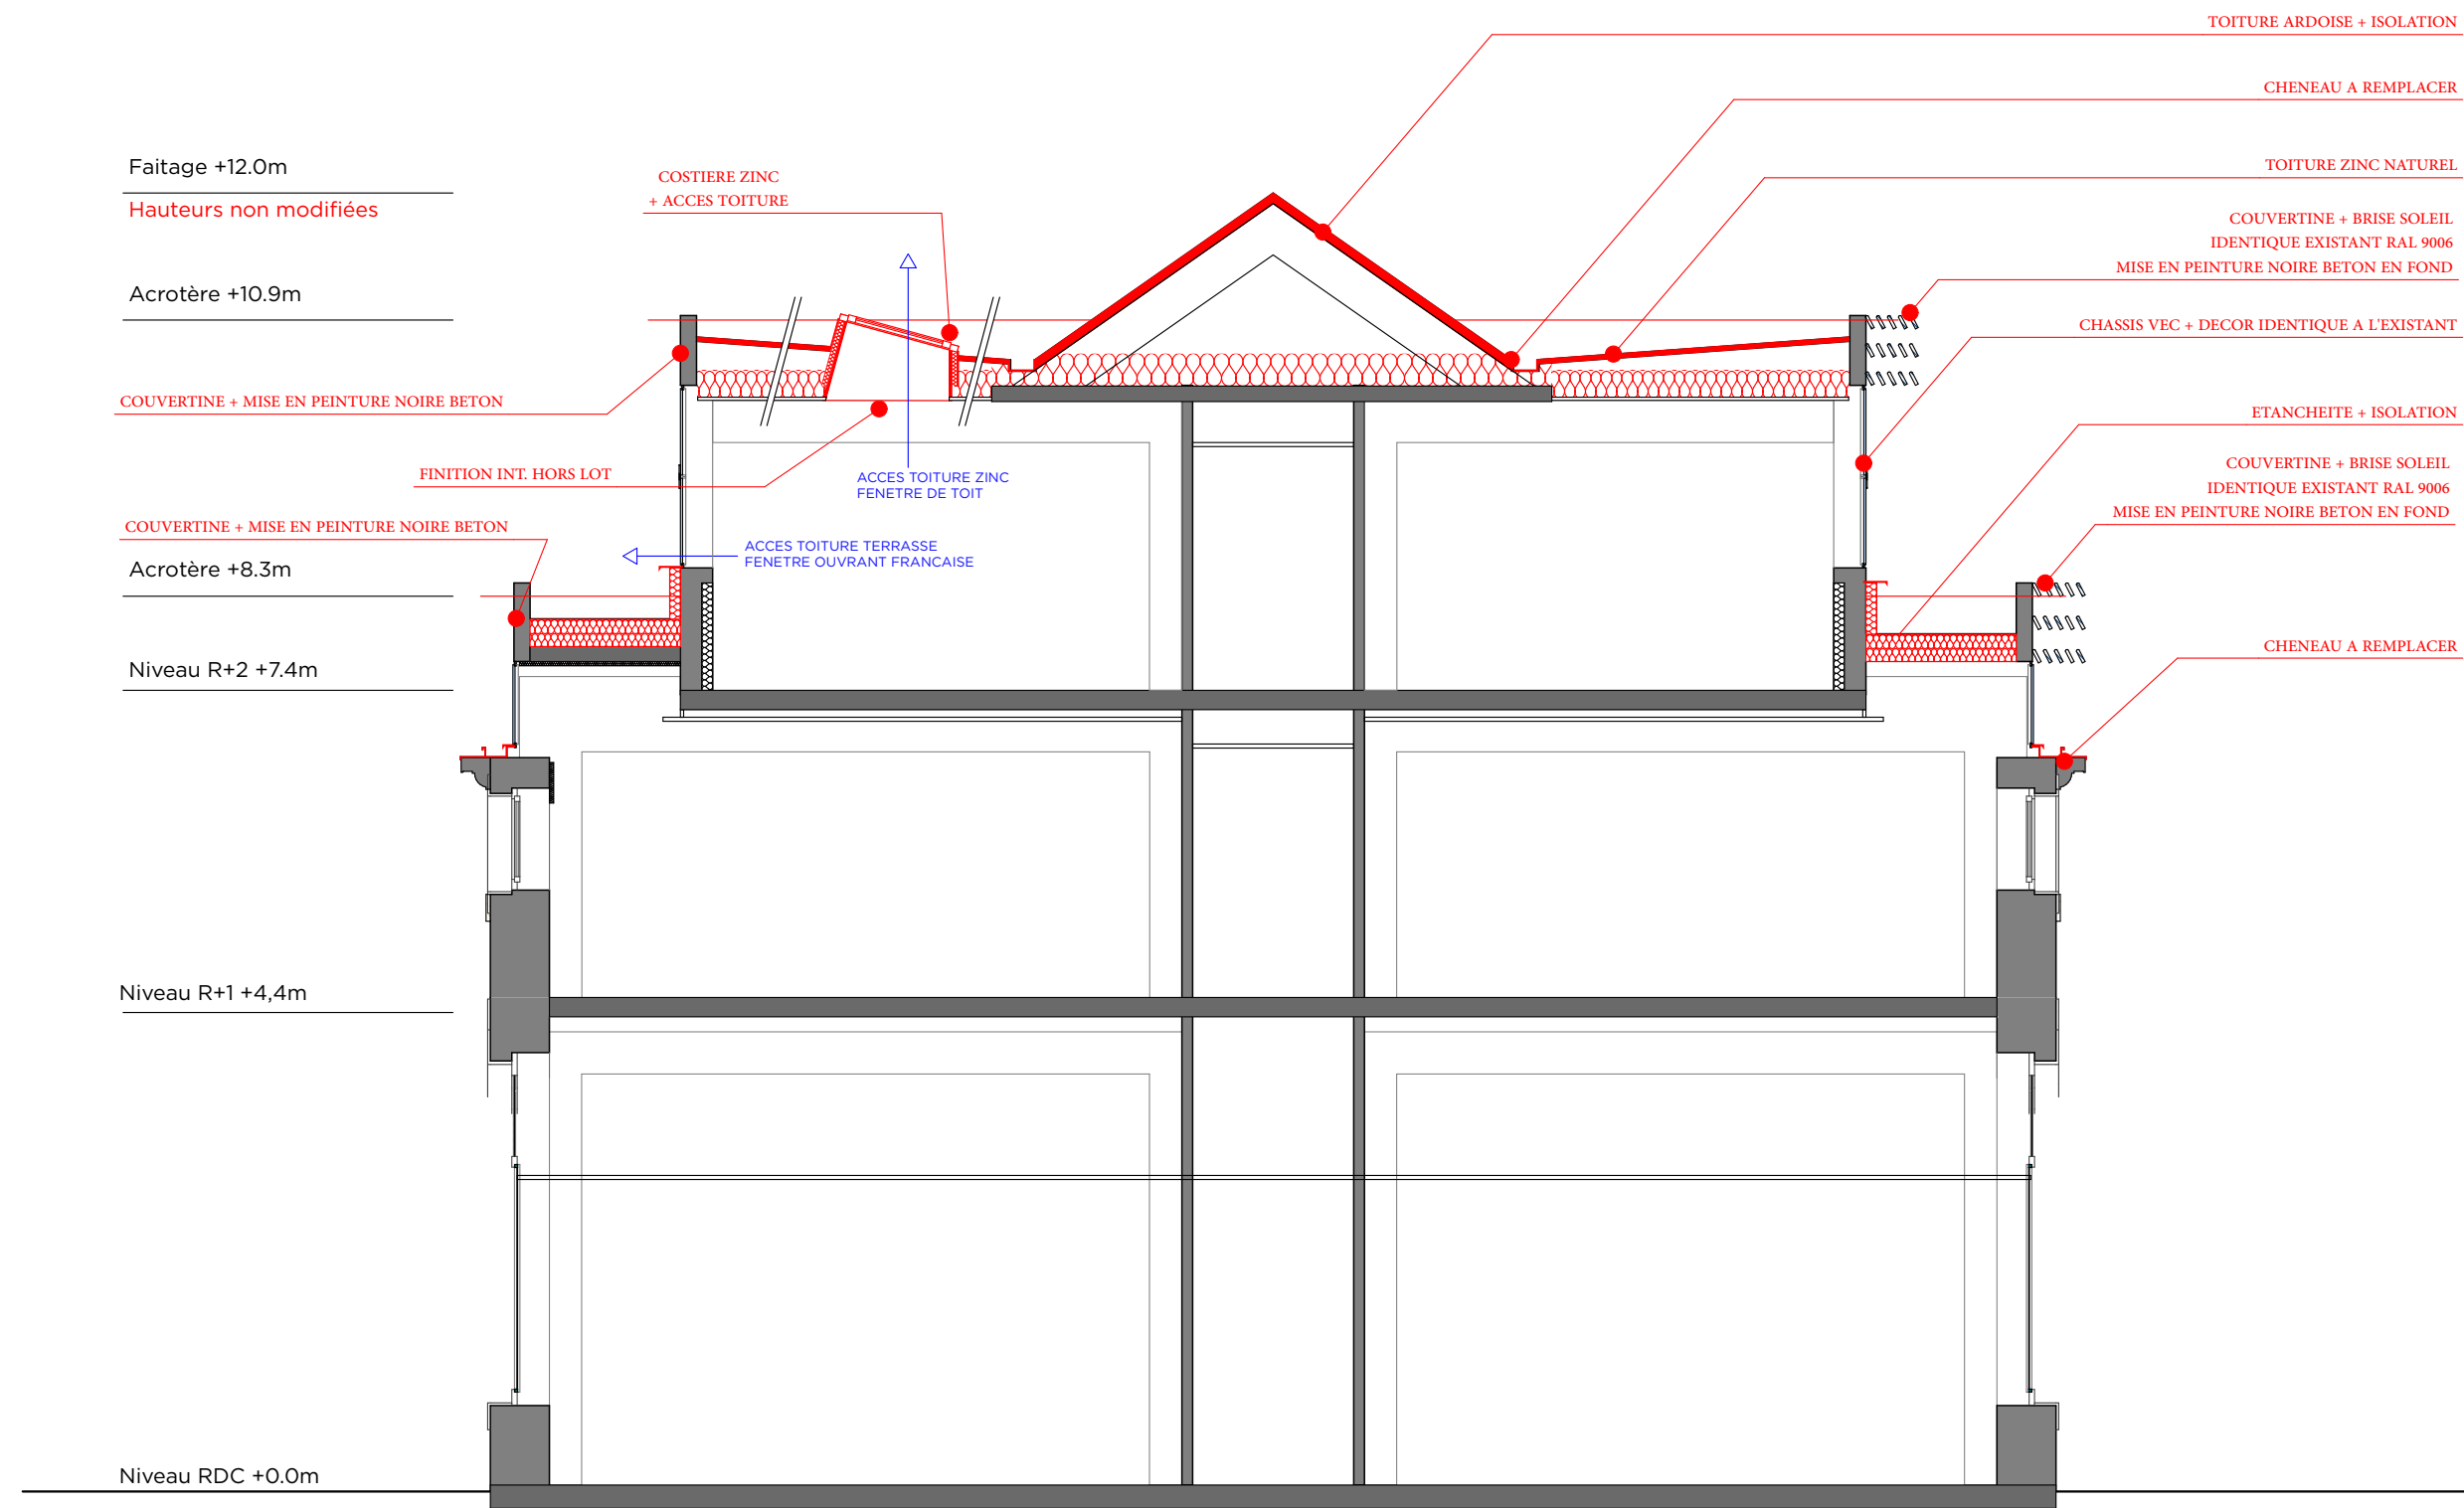 TOITURE ARDOISE + ISOLATION
CHENEAU A REMPLACER
Faitage +12.0m
Hauteurs non modifiées
COSTIERE ZINC
+ ACCES TOITURE
TOITURE ZINC NATUREL
COUVERTINE + BRISE SOLEIL
IDENTIQUE EXISTANT RAL 9006
MISE EN PEINTURE NOIRE BETON EN FOND
Acrotère +10.9m
CHASSIS VEC + DECOR IDENTIQUE A L'EXISTANT
COUVERTINE + MISE EN PEINTURE NOIRE BETON
ETANCHEITE + ISOLATION
FINITION INT. HORS LOT
ACCES TOITURE ZINC
FENETRE DE TOIT
COUVERTINE + BRISE SOLEIL
IDENTIQUE EXISTANT RAL 9006
MISE EN PEINTURE NOIRE BETON EN FOND
COUVERTINE + MISE EN PEINTURE NOIRE BETON
ACCES TOITURE TERRASSE
FENETRE OUVRANT FRANCAISE
Acrotère +8.3m
CHENEAU A REMPLACER
Niveau R+2 +7.4m
Niveau R+1 +4,4m
Niveau RDC +0.0m